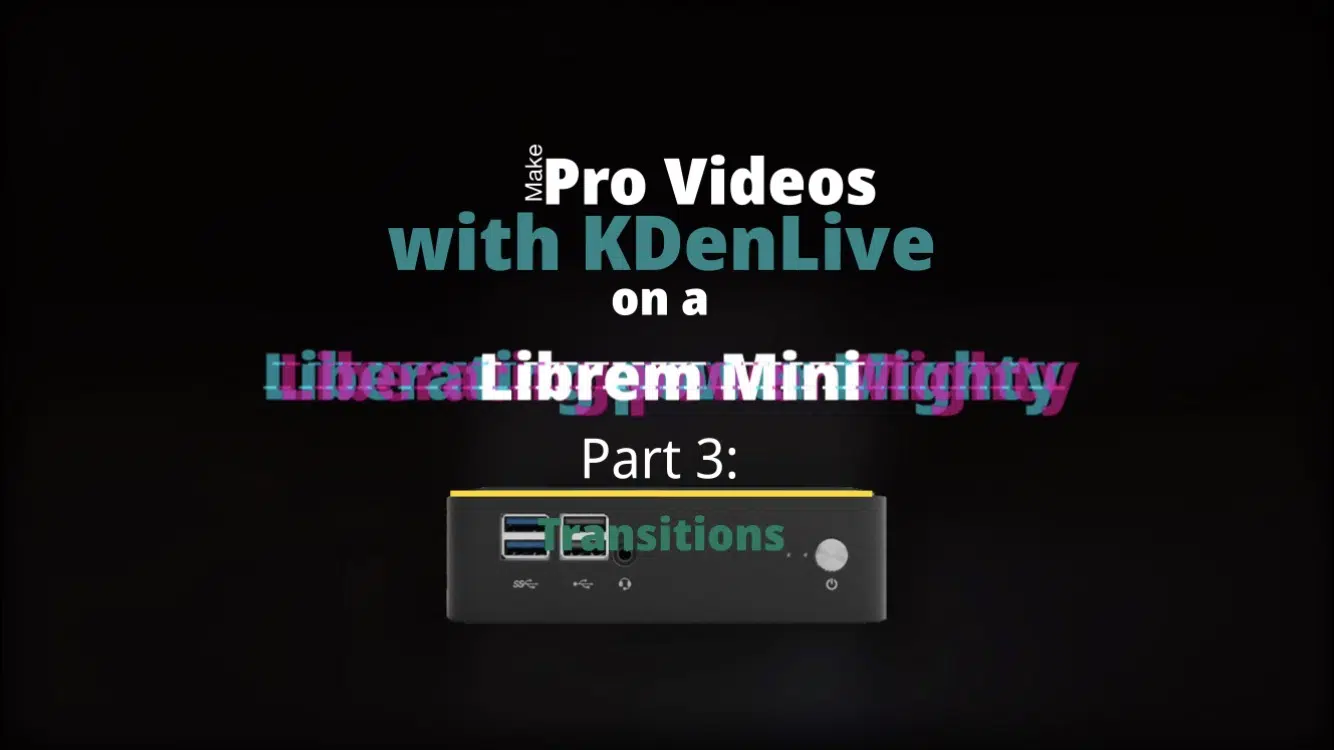 Make Pro Videos
with KDenLive
on a
Librem Mini
Part 3:
Transitions